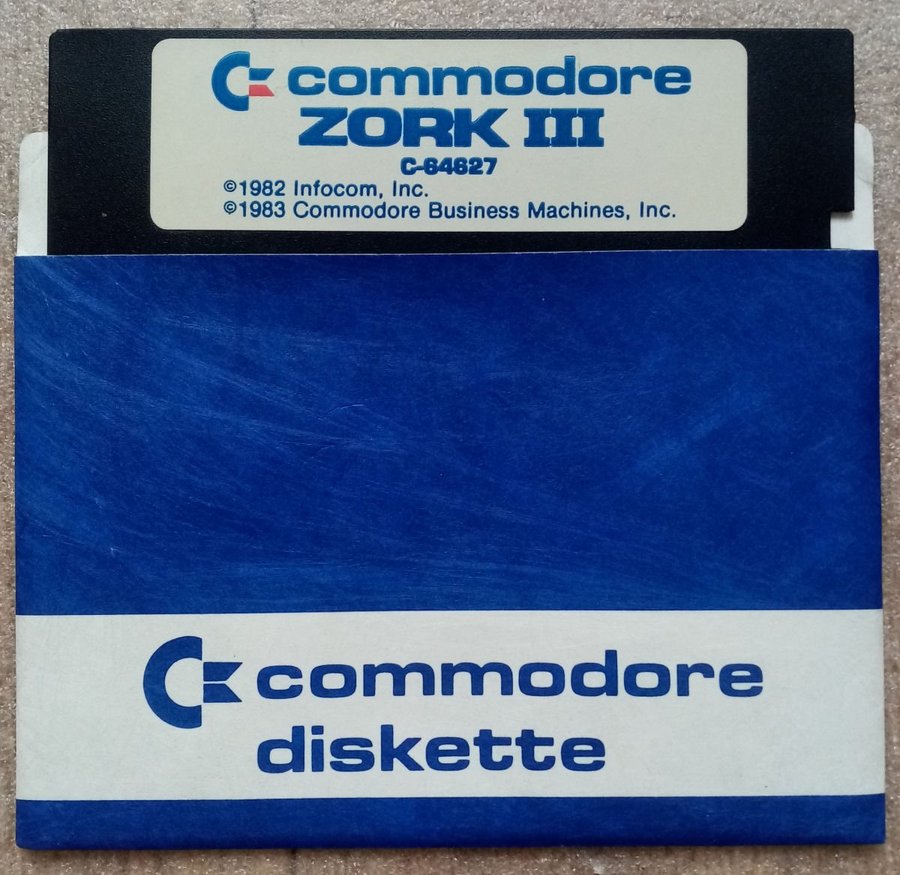 commodore
ZORK III
C-64627
©1982 Infocom, Inc.
©1983 Commodore Business Machines, Inc.
commodore
diskette